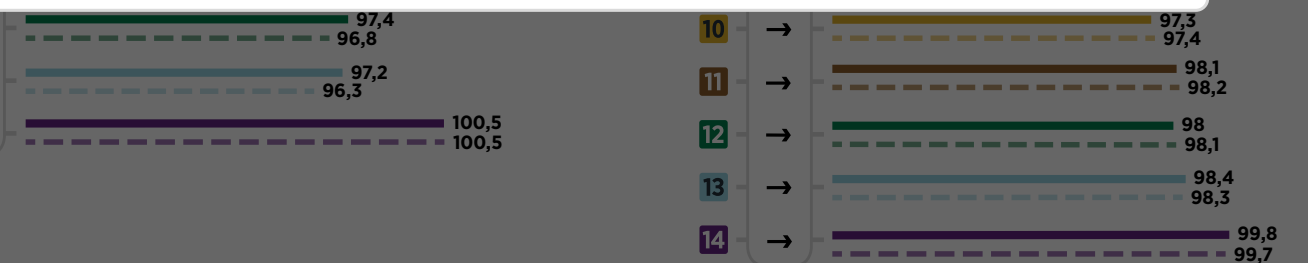 97,4
96,8
97,2
96,3
100,5
100,5
10 → 97,3
97,4
11 → 98,1
98,2
12 → 98
98,1
13 → 98,4
98,3
14 → 99,8
99,7